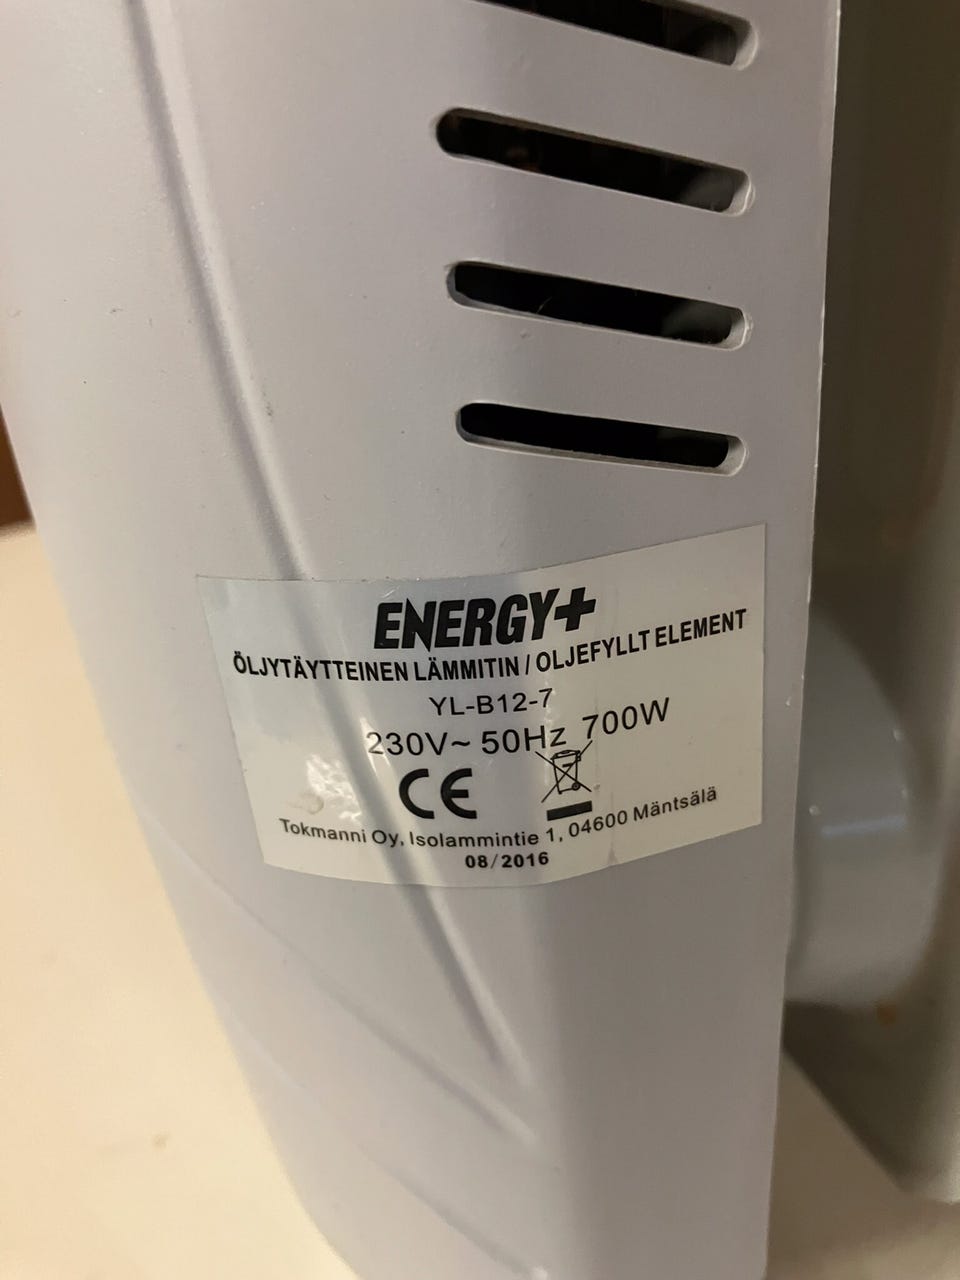 ENERGY+
ÖLJYTÄYTTEINEN LÄMMITIN / OLJEFYLLT ELEMENT
YL-B12-7
230V~ 50Hz 700W
CE
Tokmanni Oy, Isolammintie 1, 04600 Mäntsälä
08/2016